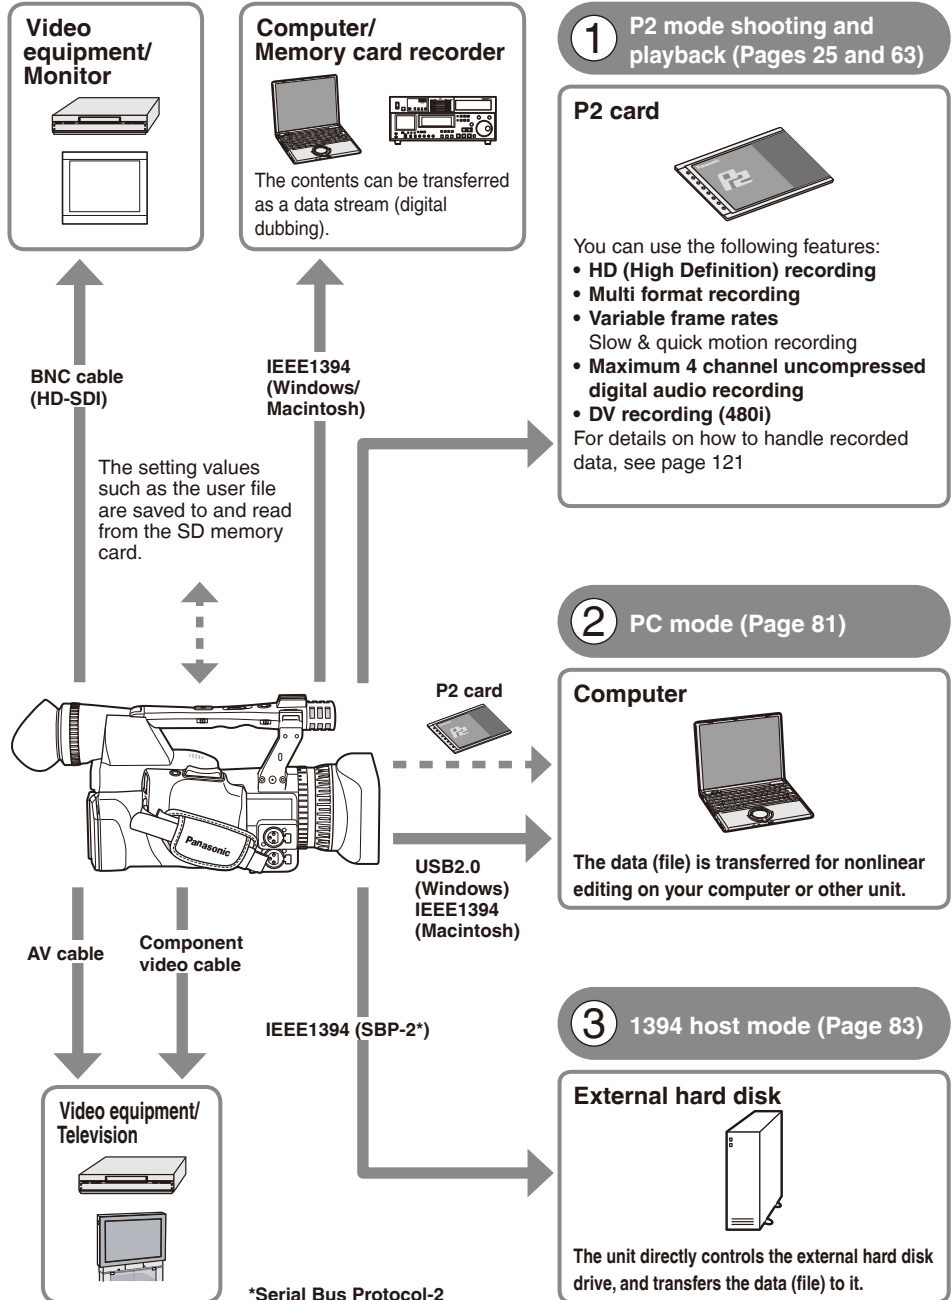 Video
equipment/
Monitor
Computer/
Memory card recorder
The contents can be transferred
as a data stream (digital
dubbing).
1 P2 mode shooting and
playback (Pages 25 and 63)
P2 card
P2
You can use the following features:
• HD (High Definition) recording
• Multi format recording
• Variable frame rates
Slow & quick motion recording
• Maximum 4 channel uncompressed
digital audio recording
• DV recording (480i)
For details on how to handle recorded
data, see page 121
BNC cable
(HD-SDI)
IEEE1394
(Windows/
Macintosh)
The setting values
such as the user file
are saved to and read
from the SD memory
card.
2 PC mode (Page 81)
Computer
The data (file) is transferred for nonlinear
editing on your computer or other unit.
P2 card
P2
Panasonic
USB2.0
(Windows)
IEEE1394
(Macintosh)
AV cable
Component
video cable
IEEE1394 (SBP-2*)
3 1394 host mode (Page 83)
External hard disk
The unit directly controls the external hard disk
drive, and transfers the data (file) to it.
Video equipment/
Television
*Serial Bus Protocol-2